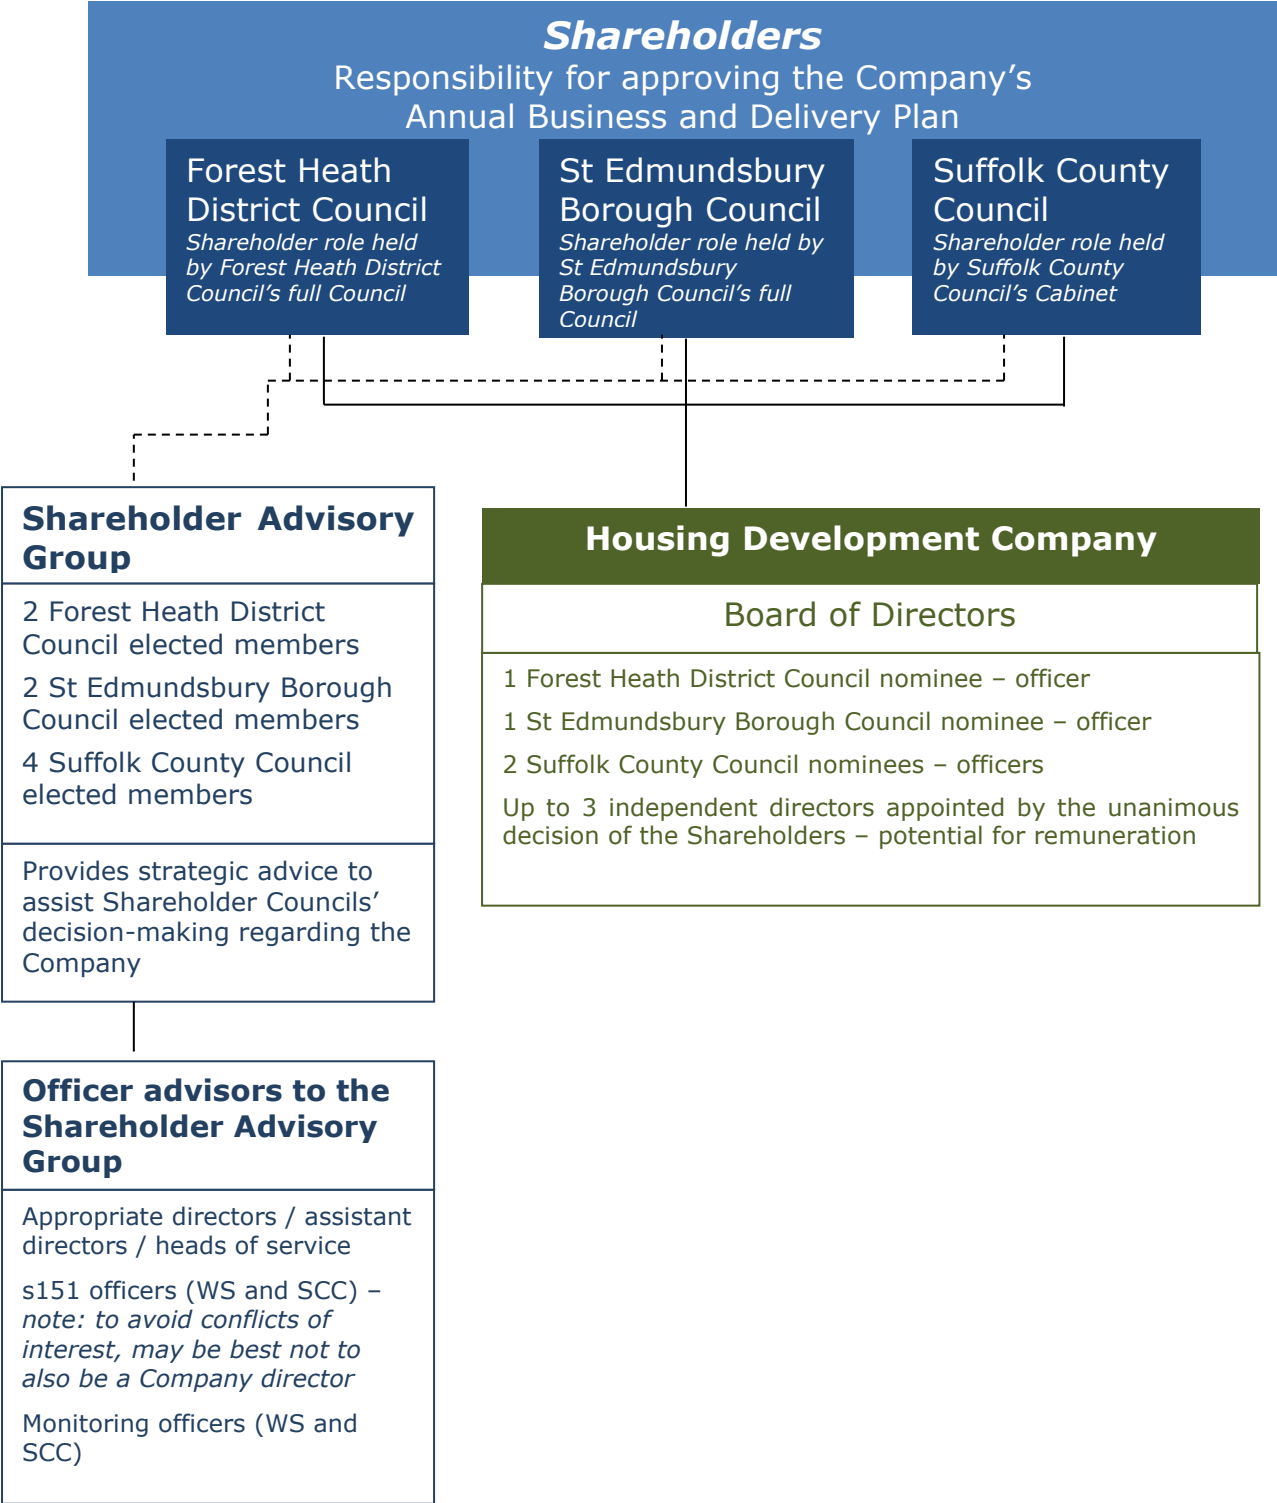 Shareholders
Responsibility for approving the Company’s
Annual Business and Delivery Plan
Forest Heath
District Council
Shareholder role held
by Forest Heath District
Council’s full Council
St Edmundsbury
Borough Council
Shareholder role held by
St Edmundsbury
Borough Council’s full
Council
Suffolk County
Council
Shareholder role held
by Suffolk County
Council’s Cabinet
Shareholder Advisory
Group
2 Forest Heath District
Council elected members
2 St Edmundsbury Borough
Council elected members
4 Suffolk County Council
elected members
Provides strategic advice to
assist Shareholder Councils’
decision-making regarding the
Company
Housing Development Company
Board of Directors
1 Forest Heath District Council nominee – officer
1 St Edmundsbury Borough Council nominee – officer
2 Suffolk County Council nominees – officers
Up to 3 independent directors appointed by the unanimous
decision of the Shareholders – potential for remuneration
Officer advisors to the
Shareholder Advisory
Group
Appropriate directors / assistant
directors / heads of service
s151 officers (WS and SCC) –
note: to avoid conflicts of
interest, may be best not to
also be a Company director
Monitoring officers (WS and
SCC)